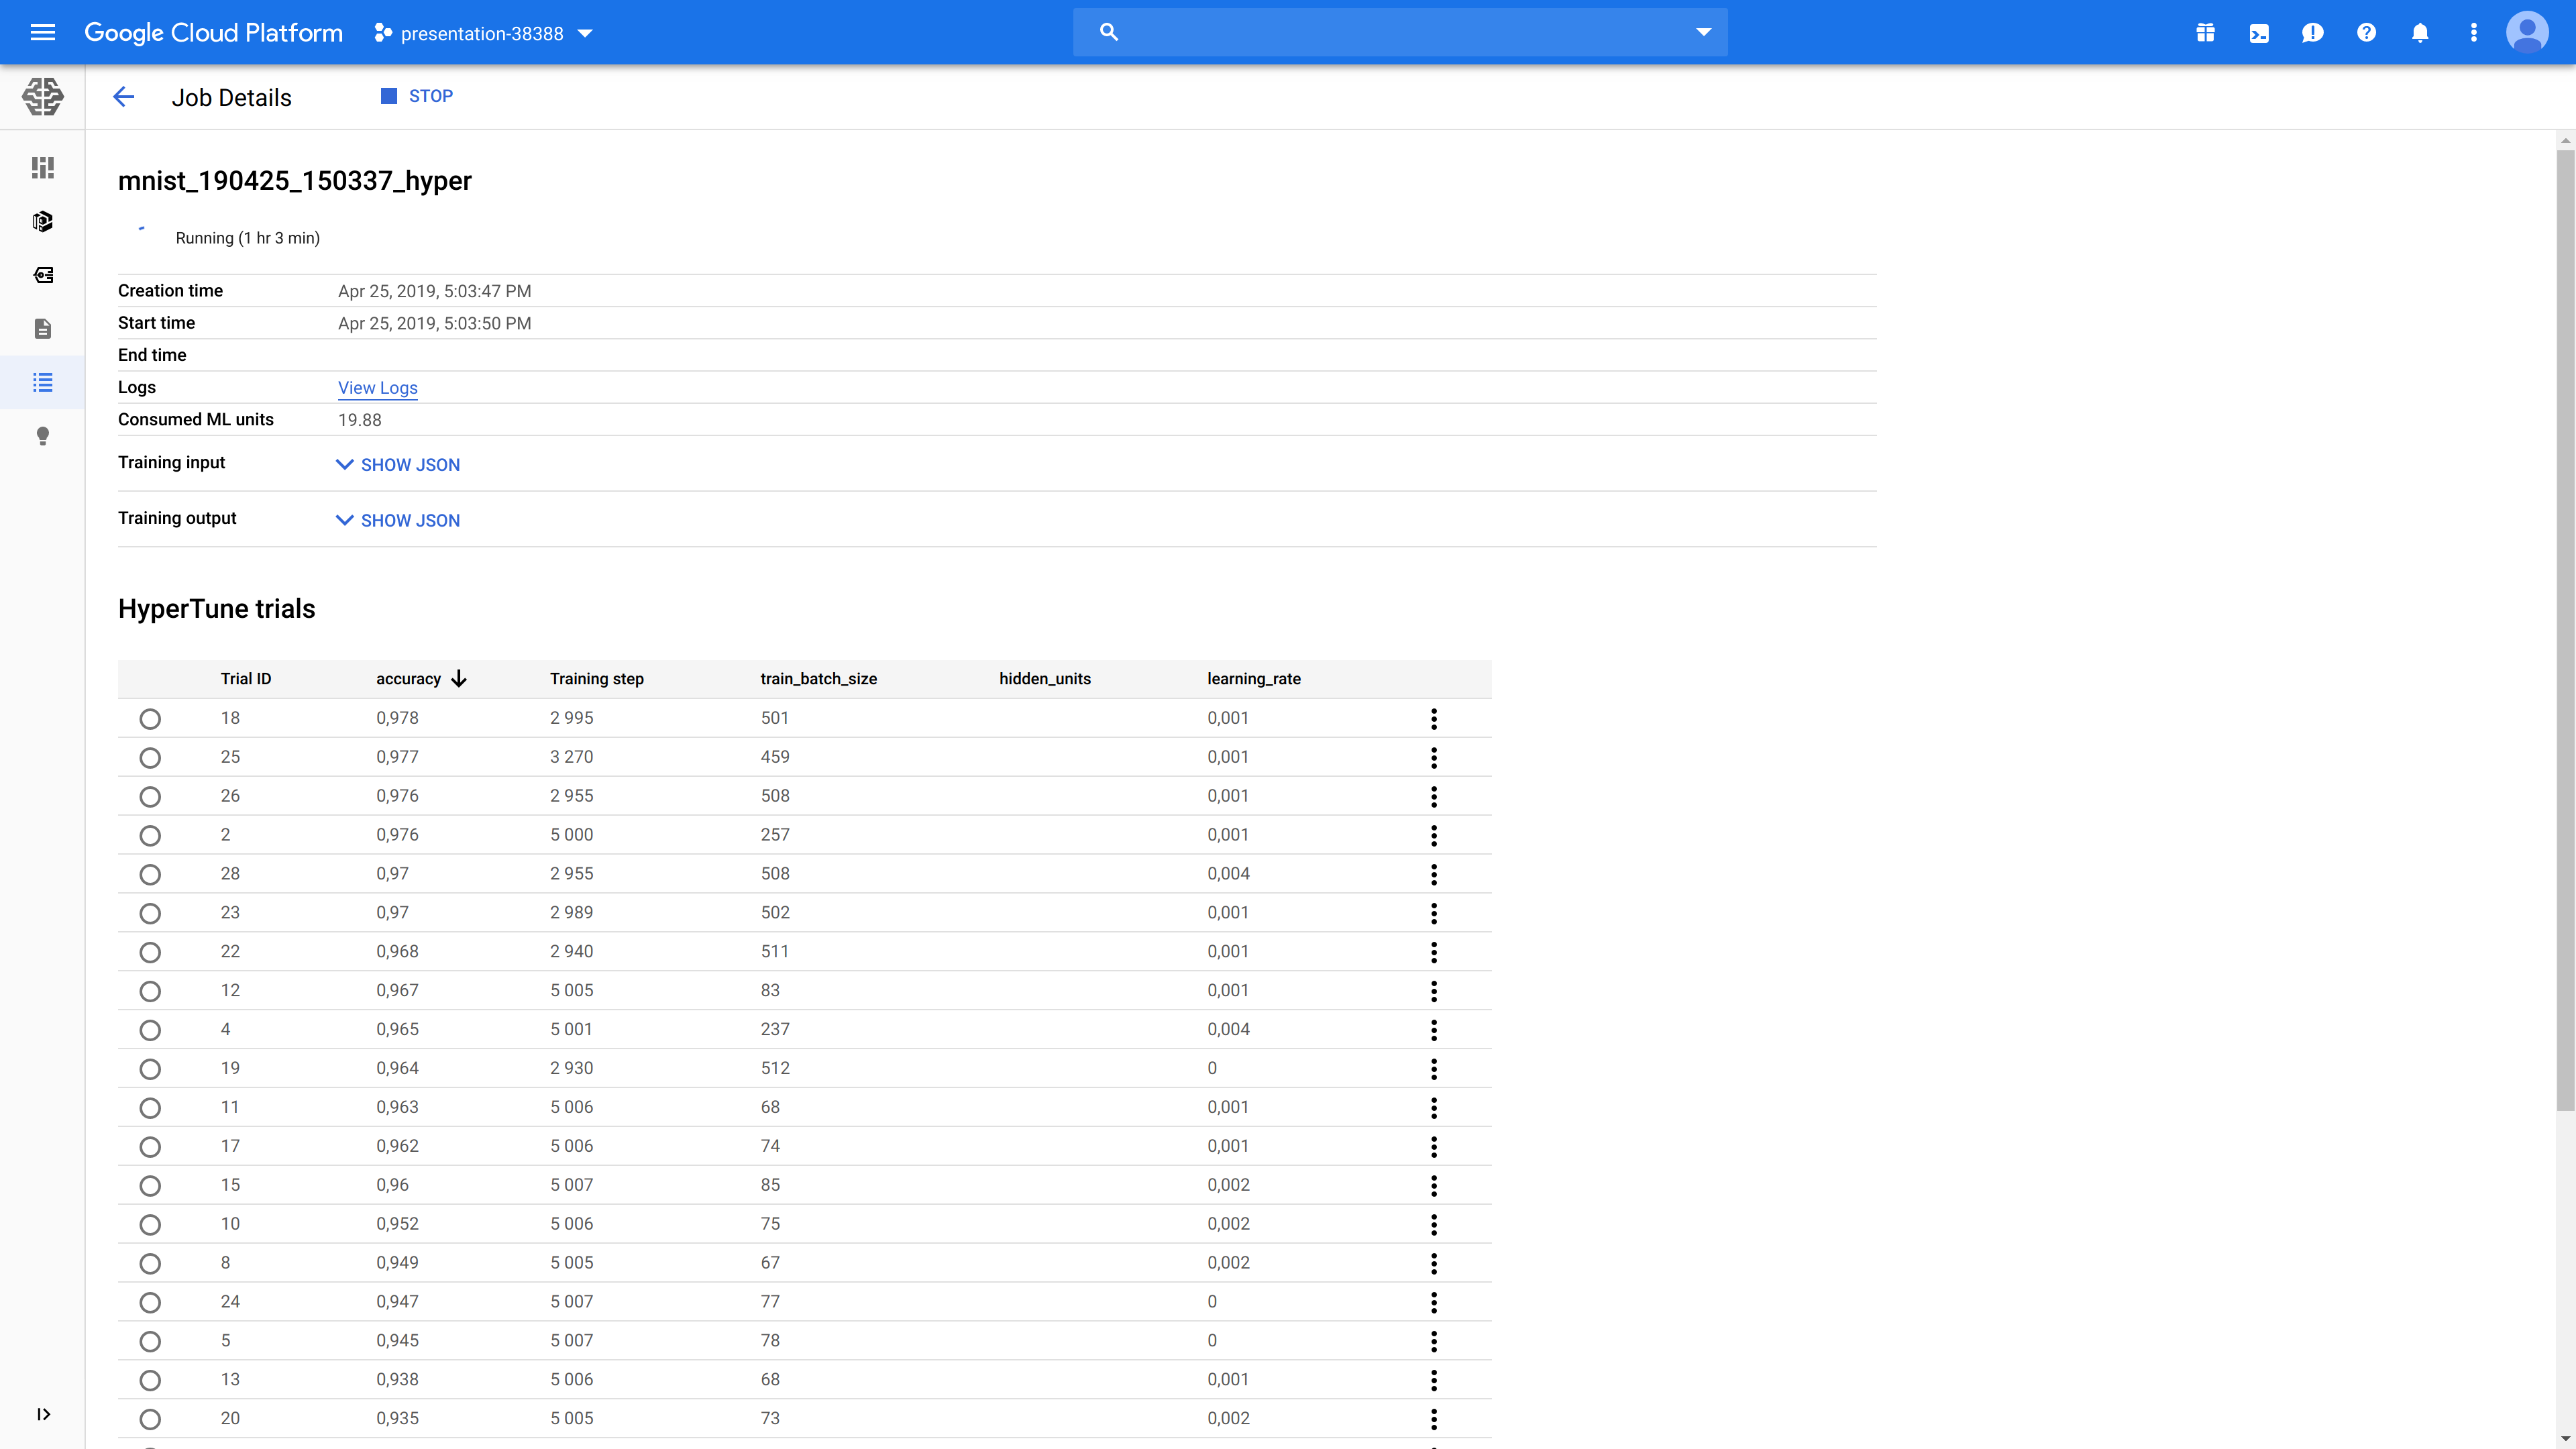 Google Cloud Platform presentation-38388
Job Details STOP
mnist_190425_150337_hyper
Running (1 hr 3 min)
Creation time Apr 25, 2019, 5:03:47 PM
Start time Apr 25, 2019, 5:03:50 PM
End time
Logs View Logs
Consumed ML units 19.88
Training input SHOW JSON
Training output SHOW JSON
HyperTune trials
Trial ID accuracy Training step train_batch_size hidden_units learning_rate
18 0,978 2 995 501 0,001
25 0,977 3 270 459 0,001
26 0,976 2 955 508 0,001
2 0,976 5 000 257 0,001
28 0,97 2 955 508 0,004
23 0,97 2 989 502 0,001
22 0,968 2 940 511 0,001
12 0,967 5 005 83 0,001
4 0,965 5 001 237 0,004
19 0,964 2 930 512 0
11 0,963 5 006 68 0,001
17 0,962 5 006 74 0,001
15 0,96 5 007 85 0,002
10 0,952 5 006 75 0,002
8 0,949 5 005 67 0,002
24 0,947 5 007 77 0
5 0,945 5 007 78 0
13 0,938 5 006 68 0,001
20 0,935 5 005 73 0,002